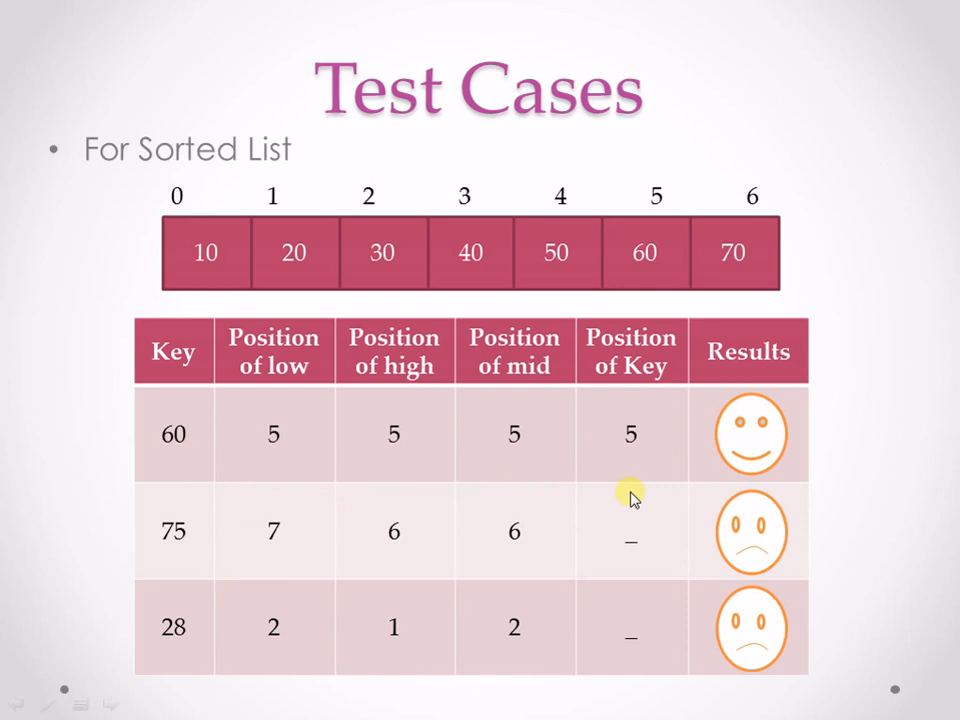 Test Cases
• For Sorted List
0 1 2 3 4 5 6
10 20 30 40 50 60 70
Key Position of low Position of high Position of mid Position of Key Results
60 5 5 5 5
75 7 6 6 _
28 2 1 2 _